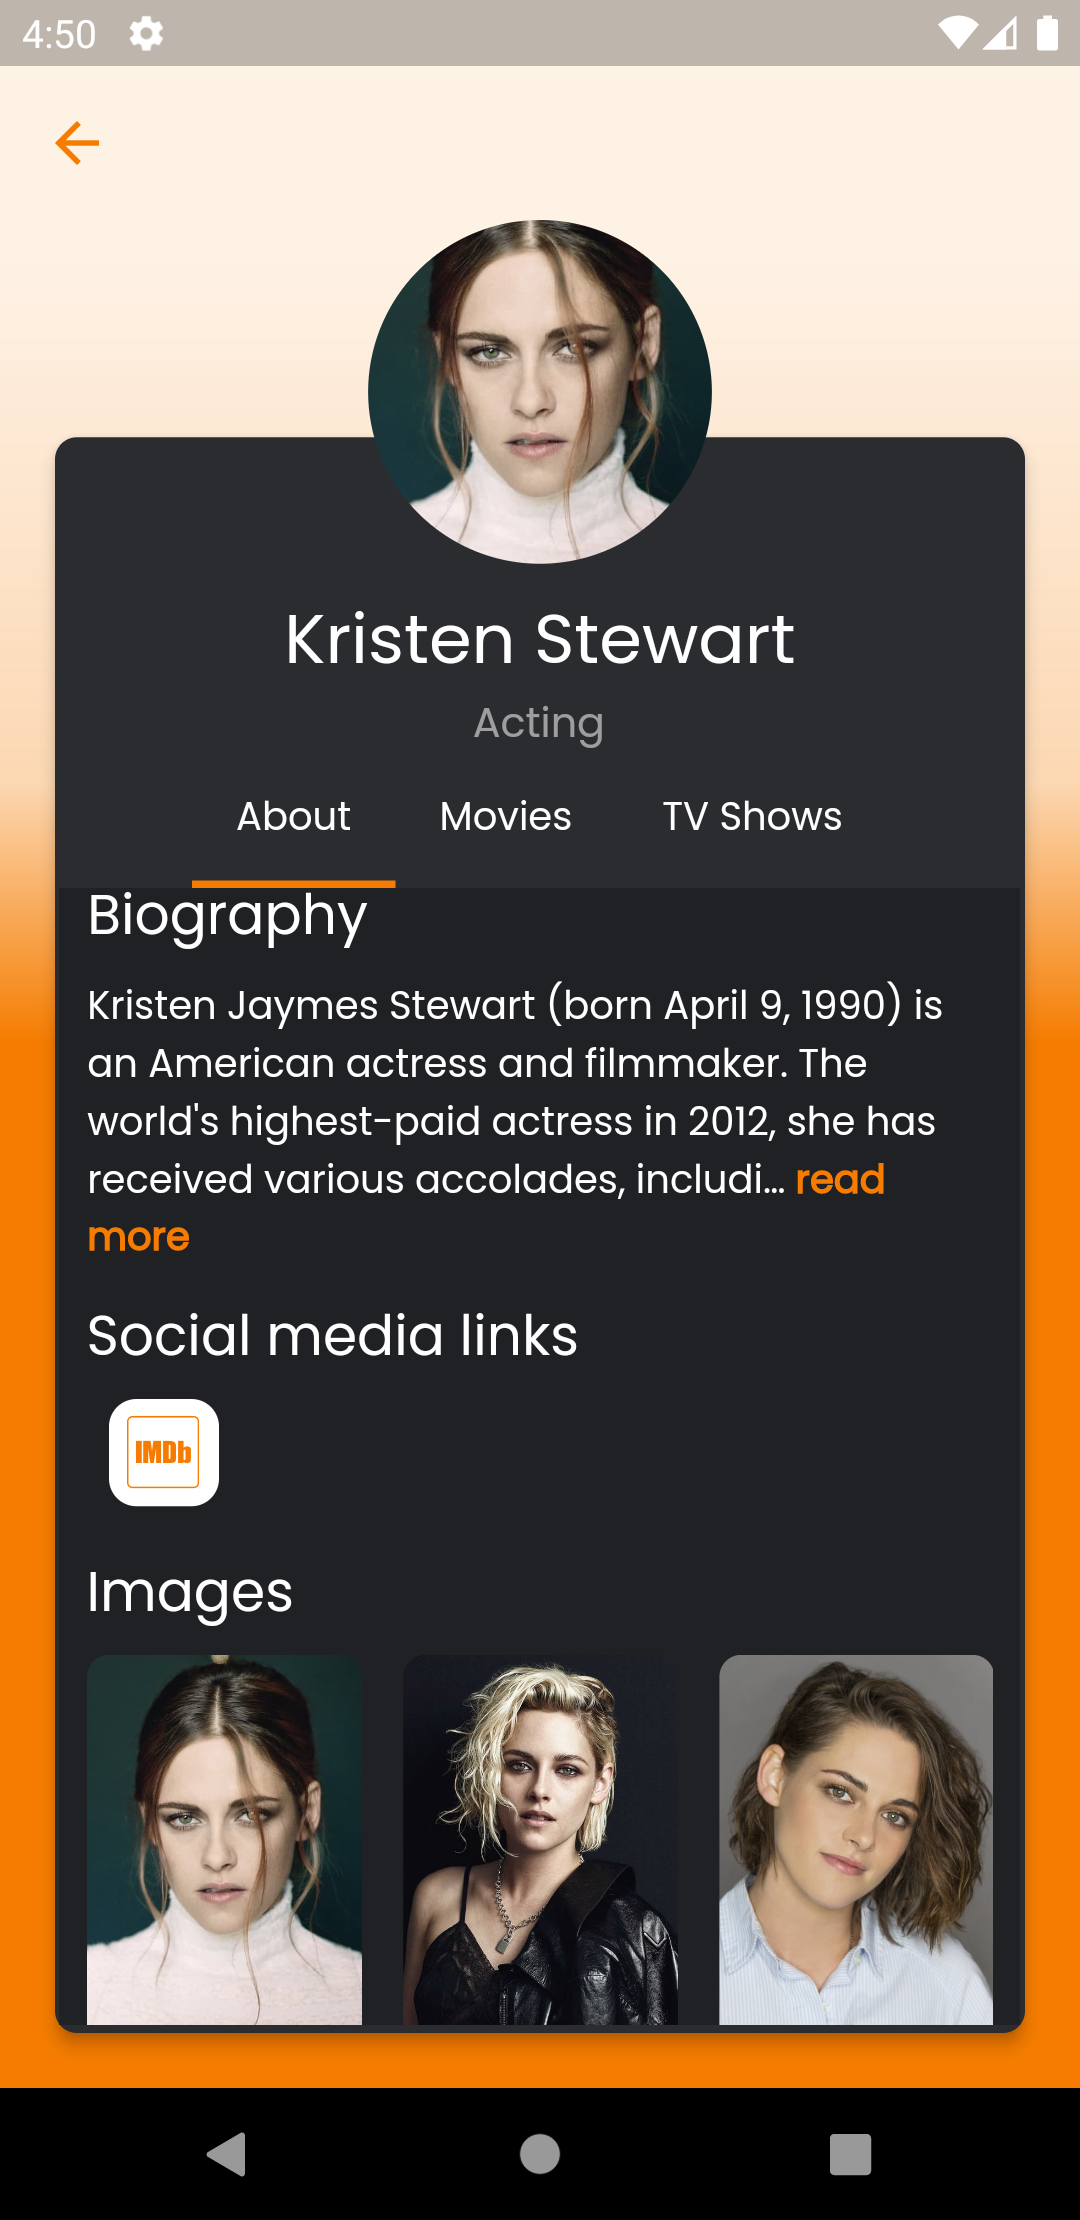 4:50
Kristen Stewart
Acting
About Movies TV Shows
Biography
Kristen Jaymes Stewart (born April 9, 1990) is
an American actress and filmmaker. The
world's highest-paid actress in 2012, she has
received various accolades, includi... read
more
Social media links
IMDb
Images